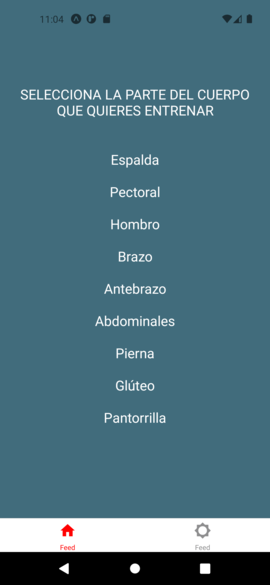 11:04
SELECCIONA LA PARTE DEL CUERPO
QUE QUIERES ENTRENAR
Espalda
Pectoral
Hombro
Brazo
Antebrazo
Abdominales
Pierna
Glúteo
Pantorrilla
Feed
Feed